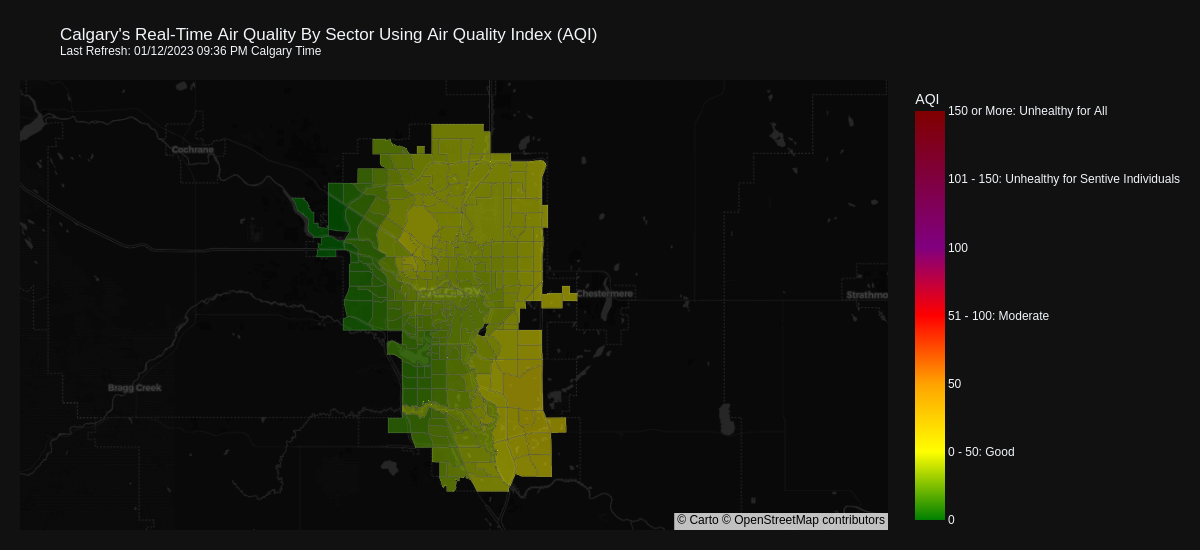 Calgary's Real-Time Air Quality By Sector Using Air Quality Index (AQI)
Last Refresh: 01/12/2023 09:36 PM Calgary Time
AQI
150 or More: Unhealthy for All
101 - 150: Unhealthy for Sentive Individuals
100
51 - 100: Moderate
50
0 - 50: Good
0
Cochrane
CALGARY
Chestermere
Strathmo
Bragg Creek
© Carto © OpenStreetMap contributors